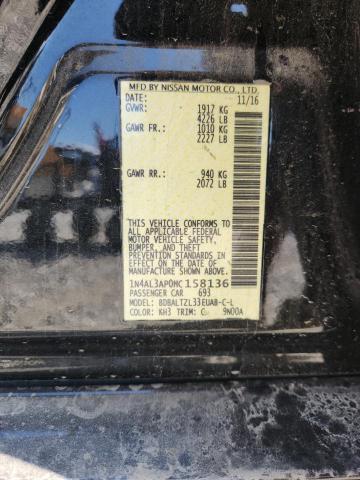 MFD BY NISSAN MOTOR CO., LTD.
DATE: 11/16
GVWR: 1917 KG
4226 LB
GAWR FR: 1010 KG
2227 LB
GAWR RR: 940 KG
2072 LB
THIS VEHICLE CONFORMS TO
ALL APPLICABLE FEDERAL
MOTOR VEHICLE SAFETY,
BUMPER, AND THEFT
PREVENTION STANDARDS IN
EFFECT ON THE DATE OF
MANUFACTURE SHOWN ABOVE.
1N4AL3AP0HC158136
PASSENGER CAR 693
MODEL: BDBALTZL33EUAB-C-L
COLOR: KH3 TRIM: G 9N00A